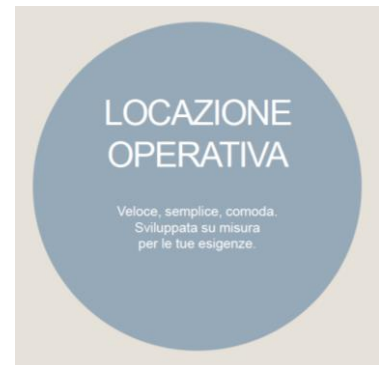 LOCAZIONE
OPERATIVA
Veloce, semplice, comoda.
Sviluppata su misura
per le tue esigenze.